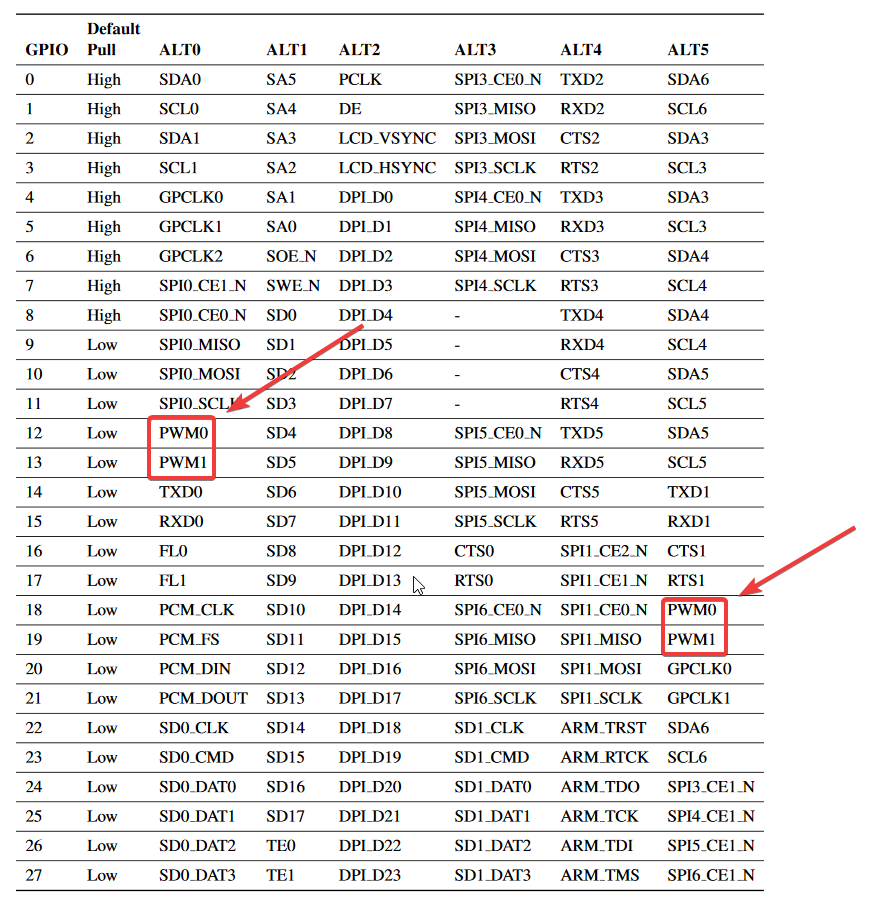 Default
GPIO Pull ALT0 ALT1 ALT2 ALT3 ALT4 ALT5
0 High SDA0 SA5 PCLK SPI3_CE0_N TXD2 SDA6
1 High SCL0 SA4 DE SPI3_MISO RXD2 SCL6
2 High SDA1 SA3 LCD_VSYNC SPI3_MOSI CTS2 SDA3
3 High SCL1 SA2 LCD_HSYNC SPI3_SCLK RTS2 SCL3
4 High GPCLK0 SA1 DPI_D0 SPI4_CE0_N TXD3 SDA3
5 High GPCLK1 SA0 DPI_D1 SPI4_MISO RXD3 SCL3
6 High GPCLK2 SOE_N DPI_D2 SPI4_MOSI CTS3 SDA4
7 High SPI0_CE1_N SWE_N DPI_D3 SPI4_SCLK RTS3 SCL4
8 High SPI0_CE0_N SD0 DPI_D4 - TXD4 SDA4
9 Low SPI0_MISO SD1 DPI_D5 - RXD4 SCL4
10 Low SPI0_MOSI SD2 DPI_D6 - CTS4 SDA5
11 Low SPI0_SCLK SD3 DPI_D7 - RTS4 SCL5
12 Low PWM0 SD4 DPI_D8 SPI5_CE0_N TXD5 SDA5
13 Low PWM1 SD5 DPI_D9 SPI5_MISO RXD5 SCL5
14 Low TXD0 SD6 DPI_D10 SPI5_MOSI CTS5 TXD1
15 Low RXD0 SD7 DPI_D11 SPI5_SCLK RTS5 RXD1
16 Low FL0 SD8 DPI_D12 CTS0 SPI1_CE2_N CTS1
17 Low FL1 SD9 DPI_D13 RTS0 SPI1_CE1_N RTS1
18 Low PCM_CLK SD10 DPI_D14 SPI6_CE0_N SPI1_CE0_N PWM0
19 Low PCM_FS SD11 DPI_D15 SPI6_MISO SPI1_MISO PWM1
20 Low PCM_DIN SD12 DPI_D16 SPI6_MOSI SPI1_MOSI GPCLK0
21 Low PCM_DOUT SD13 DPI_D17 SPI6_SCLK SPI1_SCLK GPCLK1
22 Low SD0_CLK SD14 DPI_D18 SD1_CLK ARM_TRST SDA6
23 Low SD0_CMD SD15 DPI_D19 SD1_CMD ARM_RTCK SCL6
24 Low SD0_DAT0 SD16 DPI_D20 SD1_DAT0 ARM_TDO SPI3_CE1_N
25 Low SD0_DAT1 SD17 DPI_D21 SD1_DAT1 ARM_TCK SPI4_CE1_N
26 Low SD0_DAT2 TE0 DPI_D22 SD1_DAT2 ARM_TDI SPI5_CE1_N
27 Low SD0_DAT3 TE1 DPI_D23 SD1_DAT3 ARM_TMS SPI6_CE1_N